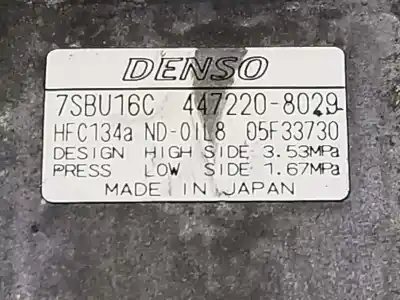 DENSO
7SBU16C 447220-8029
HFC134a ND-OIL8 05F33730
DESIGN HIGH SIDE 3.53MPa
PRESS LOW SIDE 1.67MPa
MADE IN JAPAN